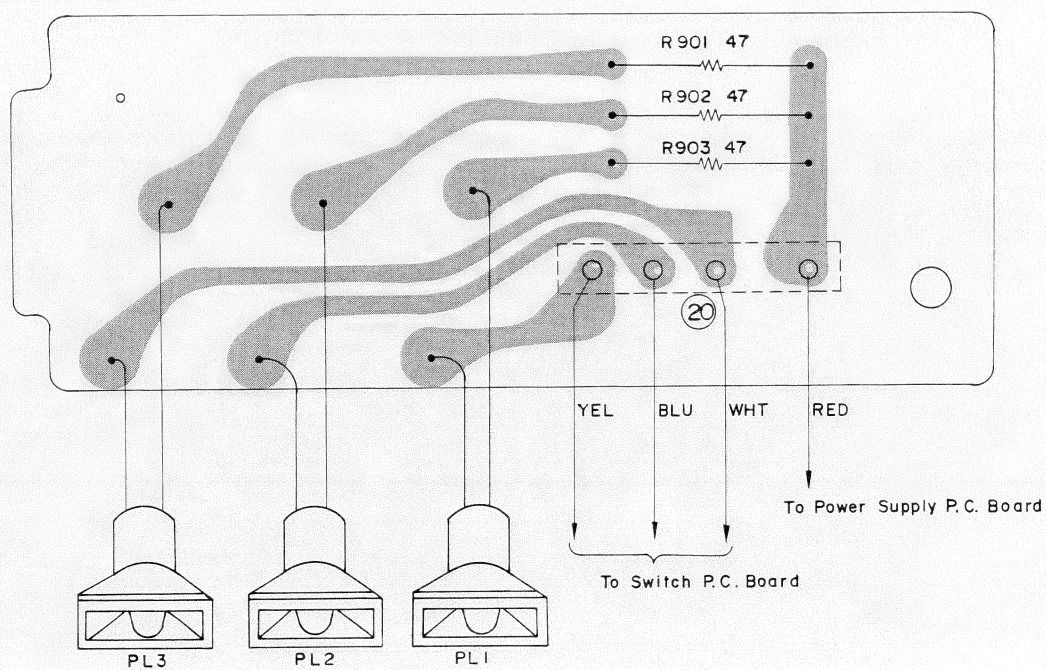 R901 47
R902 47
R903 47
20
YEL BLU WHT RED
To Power Supply P.C. Board
To Switch P.C. Board
PL3 PL2 PL1